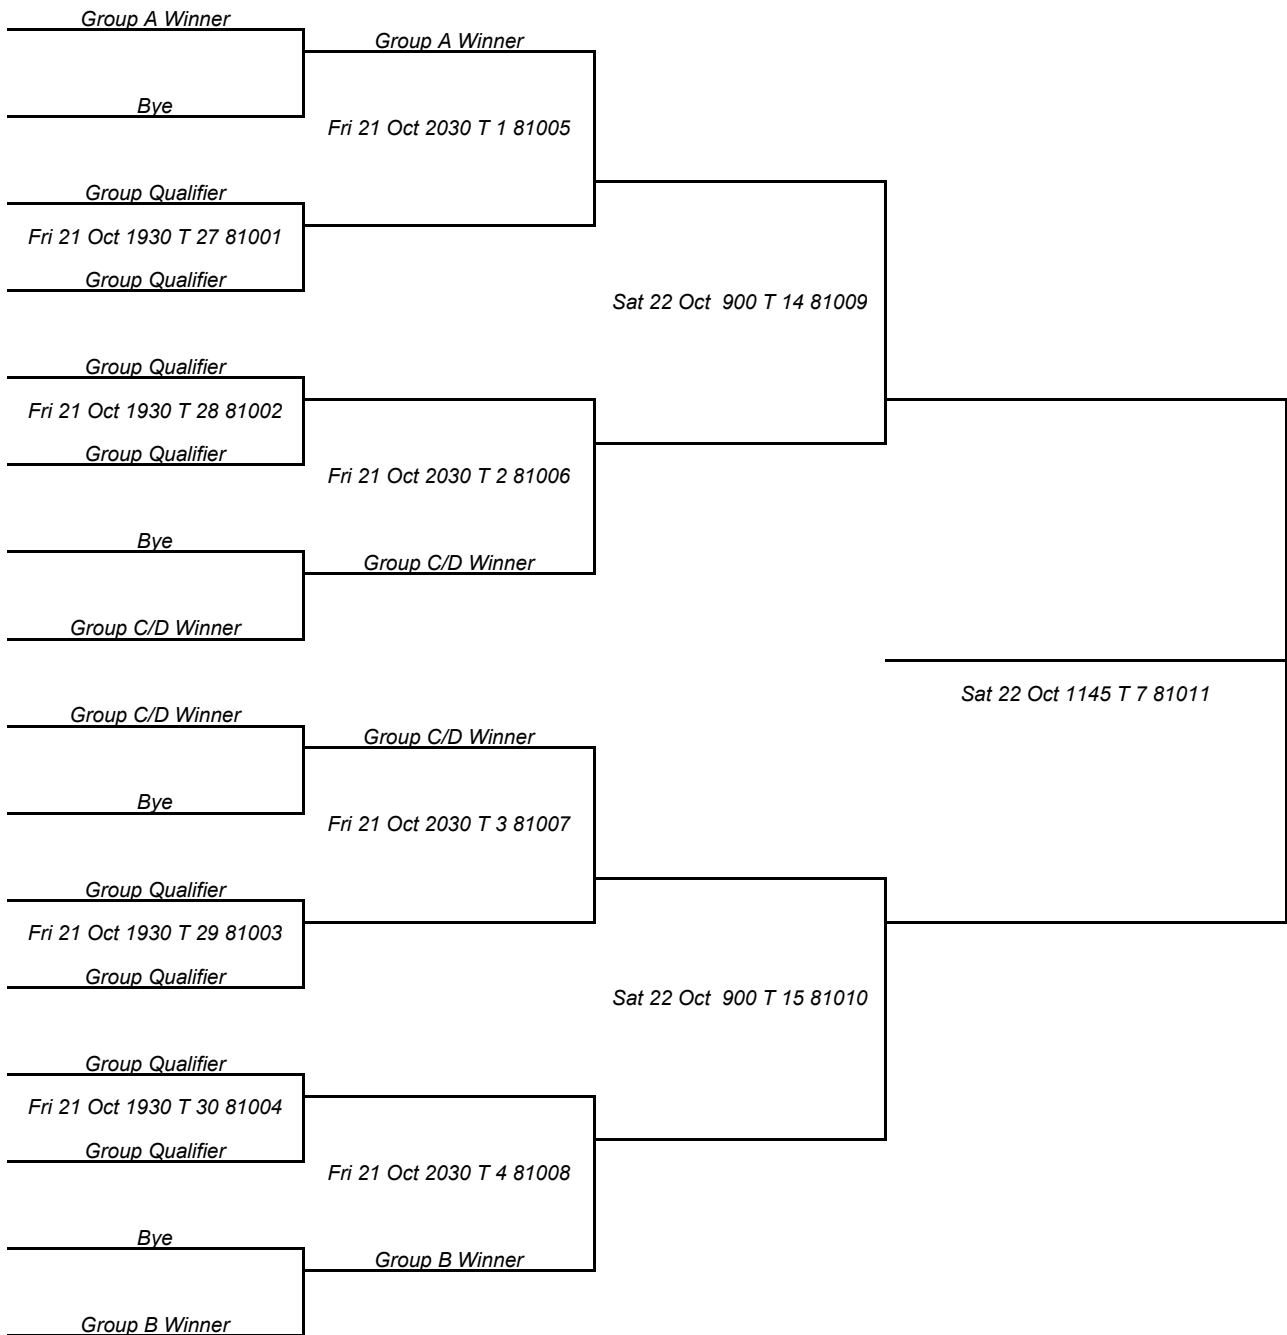 Group A Winner
Group A Winner
Bye
Fri 21 Oct 2030 T 1 81005
Group Qualifier
Fri 21 Oct 1930 T 27 81001
Group Qualifier
Sat 22 Oct  900 T 14 81009
Group Qualifier
Fri 21 Oct 1930 T 28 81002
Group Qualifier
Fri 21 Oct 2030 T 2 81006
Bye
Group C/D Winner
Group C/D Winner
Sat 22 Oct 1145 T 7 81011
Group C/D Winner
Group C/D Winner
Bye
Fri 21 Oct 2030 T 3 81007
Group Qualifier
Fri 21 Oct 1930 T 29 81003
Group Qualifier
Sat 22 Oct  900 T 15 81010
Group Qualifier
Fri 21 Oct 1930 T 30 81004
Group Qualifier
Fri 21 Oct 2030 T 4 81008
Bye
Group B Winner
Group B Winner